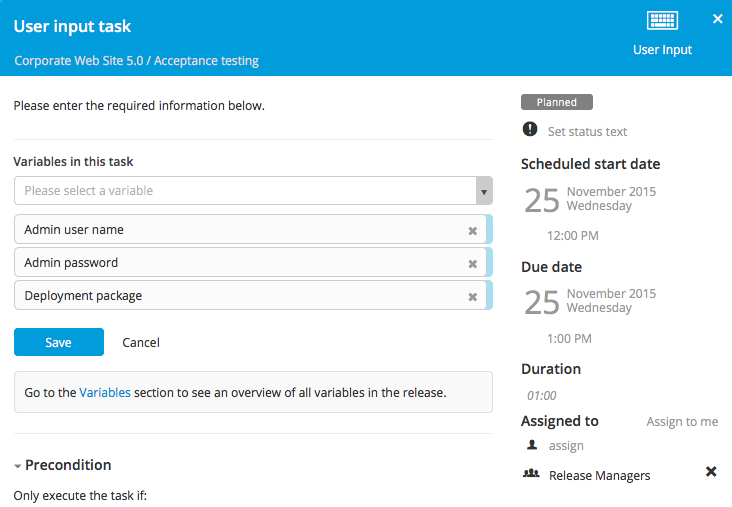 User input task
User Input
Corporate Web Site 5.0 / Acceptance testing
Please enter the required information below.
Variables in this task
Please select a variable
Admin user name
Admin password
Deployment package
Save Cancel
Go to the Variables section to see an overview of all variables in the release.
Precondition
Only execute the task if:
Planned
Set status text
Scheduled start date
25 November 2015
Wednesday
12:00 PM
Due date
25 November 2015
Wednesday
1:00 PM
Duration
01:00
Assigned to Assign to me
assign
Release Managers